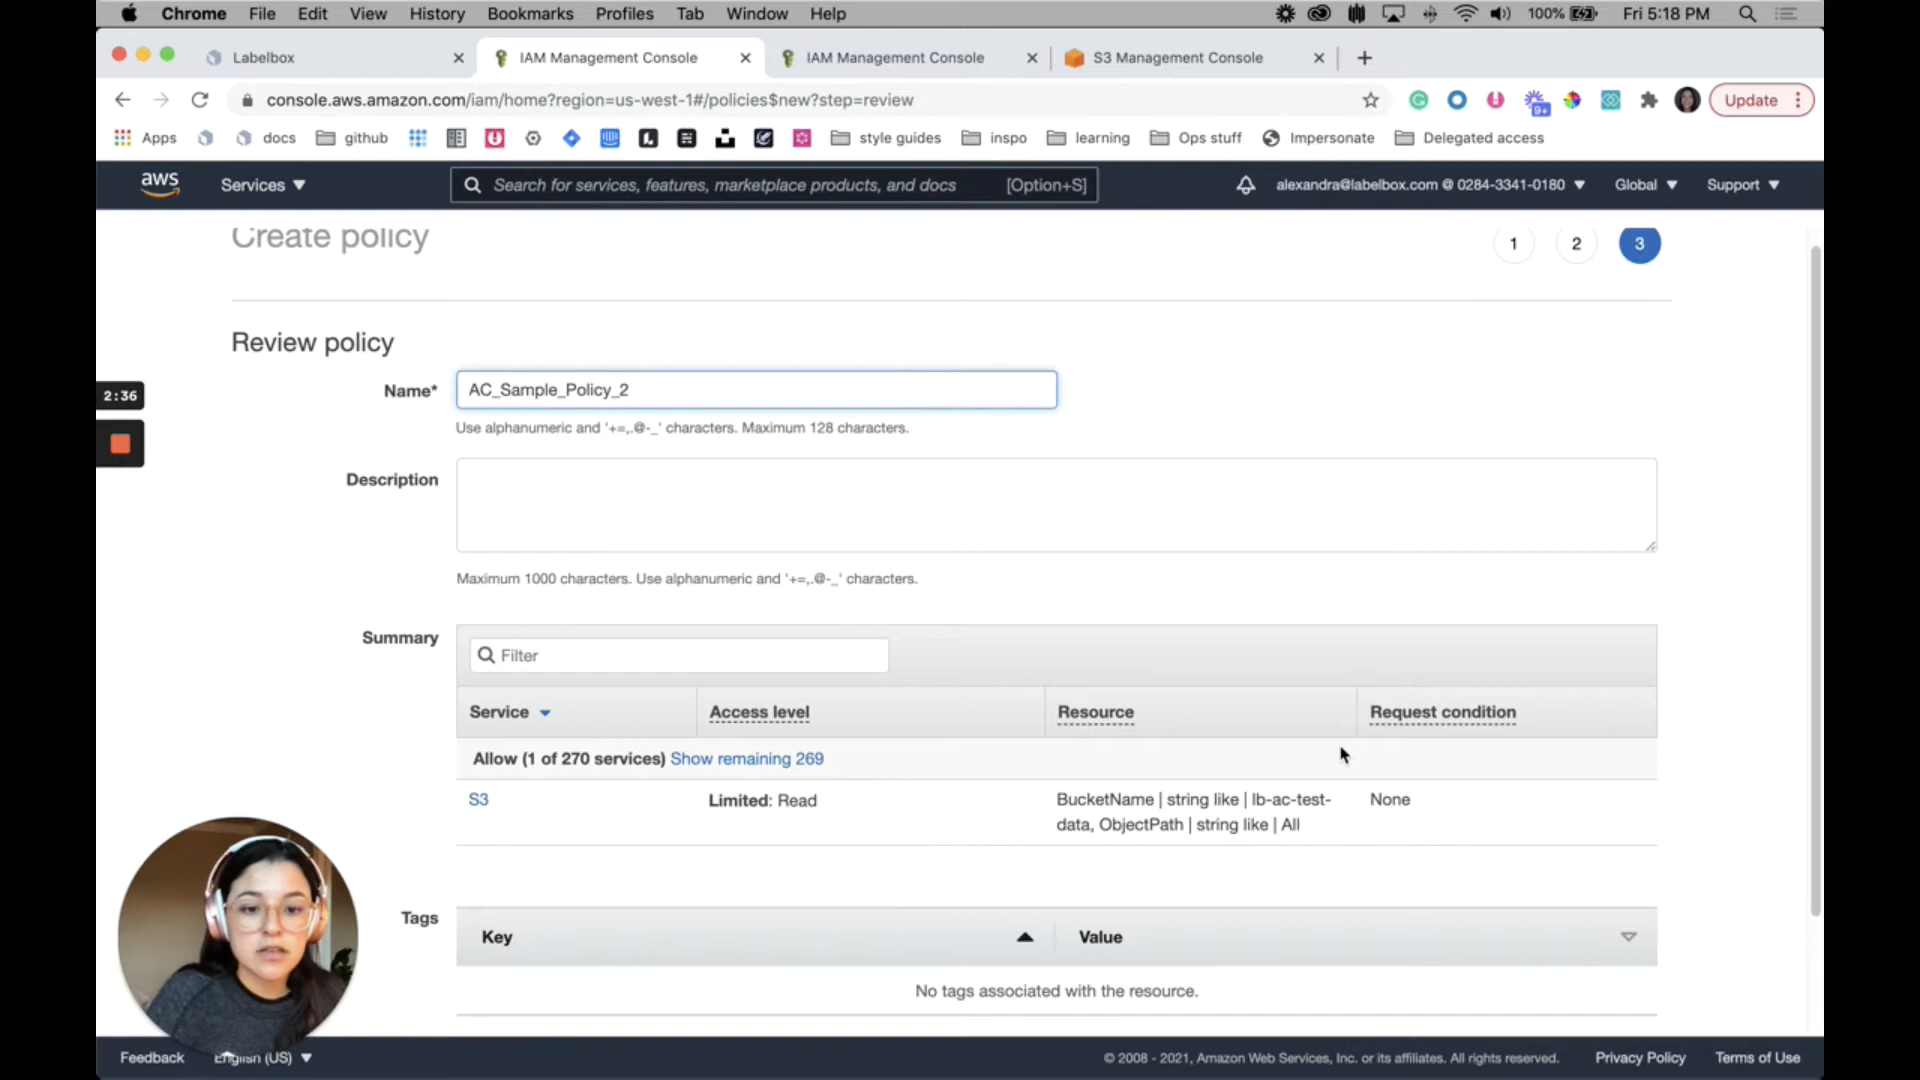 Chrome File Edit View History Bookmarks Profiles Tab Window Help 100% Fri 5:18 PM
Labelbox IAM Management Console IAM Management Console S3 Management Console
console.aws.amazon.com/iam/home?region=us-west-1#/policies$new?step=review 9+ Update
Apps docs github style guides inspo learning Ops stuff Impersonate Delegated access
aws Services Search for services, features, marketplace products, and docs [Option+S] alexandra@labelbox.com @ 0284-3341-0180 Global Support
Create policy 1 2 3
Review policy
Name* AC_Sample_Policy_2
2:36
Use alphanumeric and '+=,.@-_' characters. Maximum 128 characters.
Description
Maximum 1000 characters. Use alphanumeric and '+=,.@-_' characters.
Summary Filter
Service Access level Resource Request condition
Allow (1 of 270 services) Show remaining 269
S3 Limited: Read BucketName | string like | lb-ac-test-
data, ObjectPath | string like | All None
Tags Key Value
No tags associated with the resource.
Feedback English (US) © 2008 - 2021, Amazon Web Services, Inc. or its affiliates. All rights reserved. Privacy Policy Terms of Use